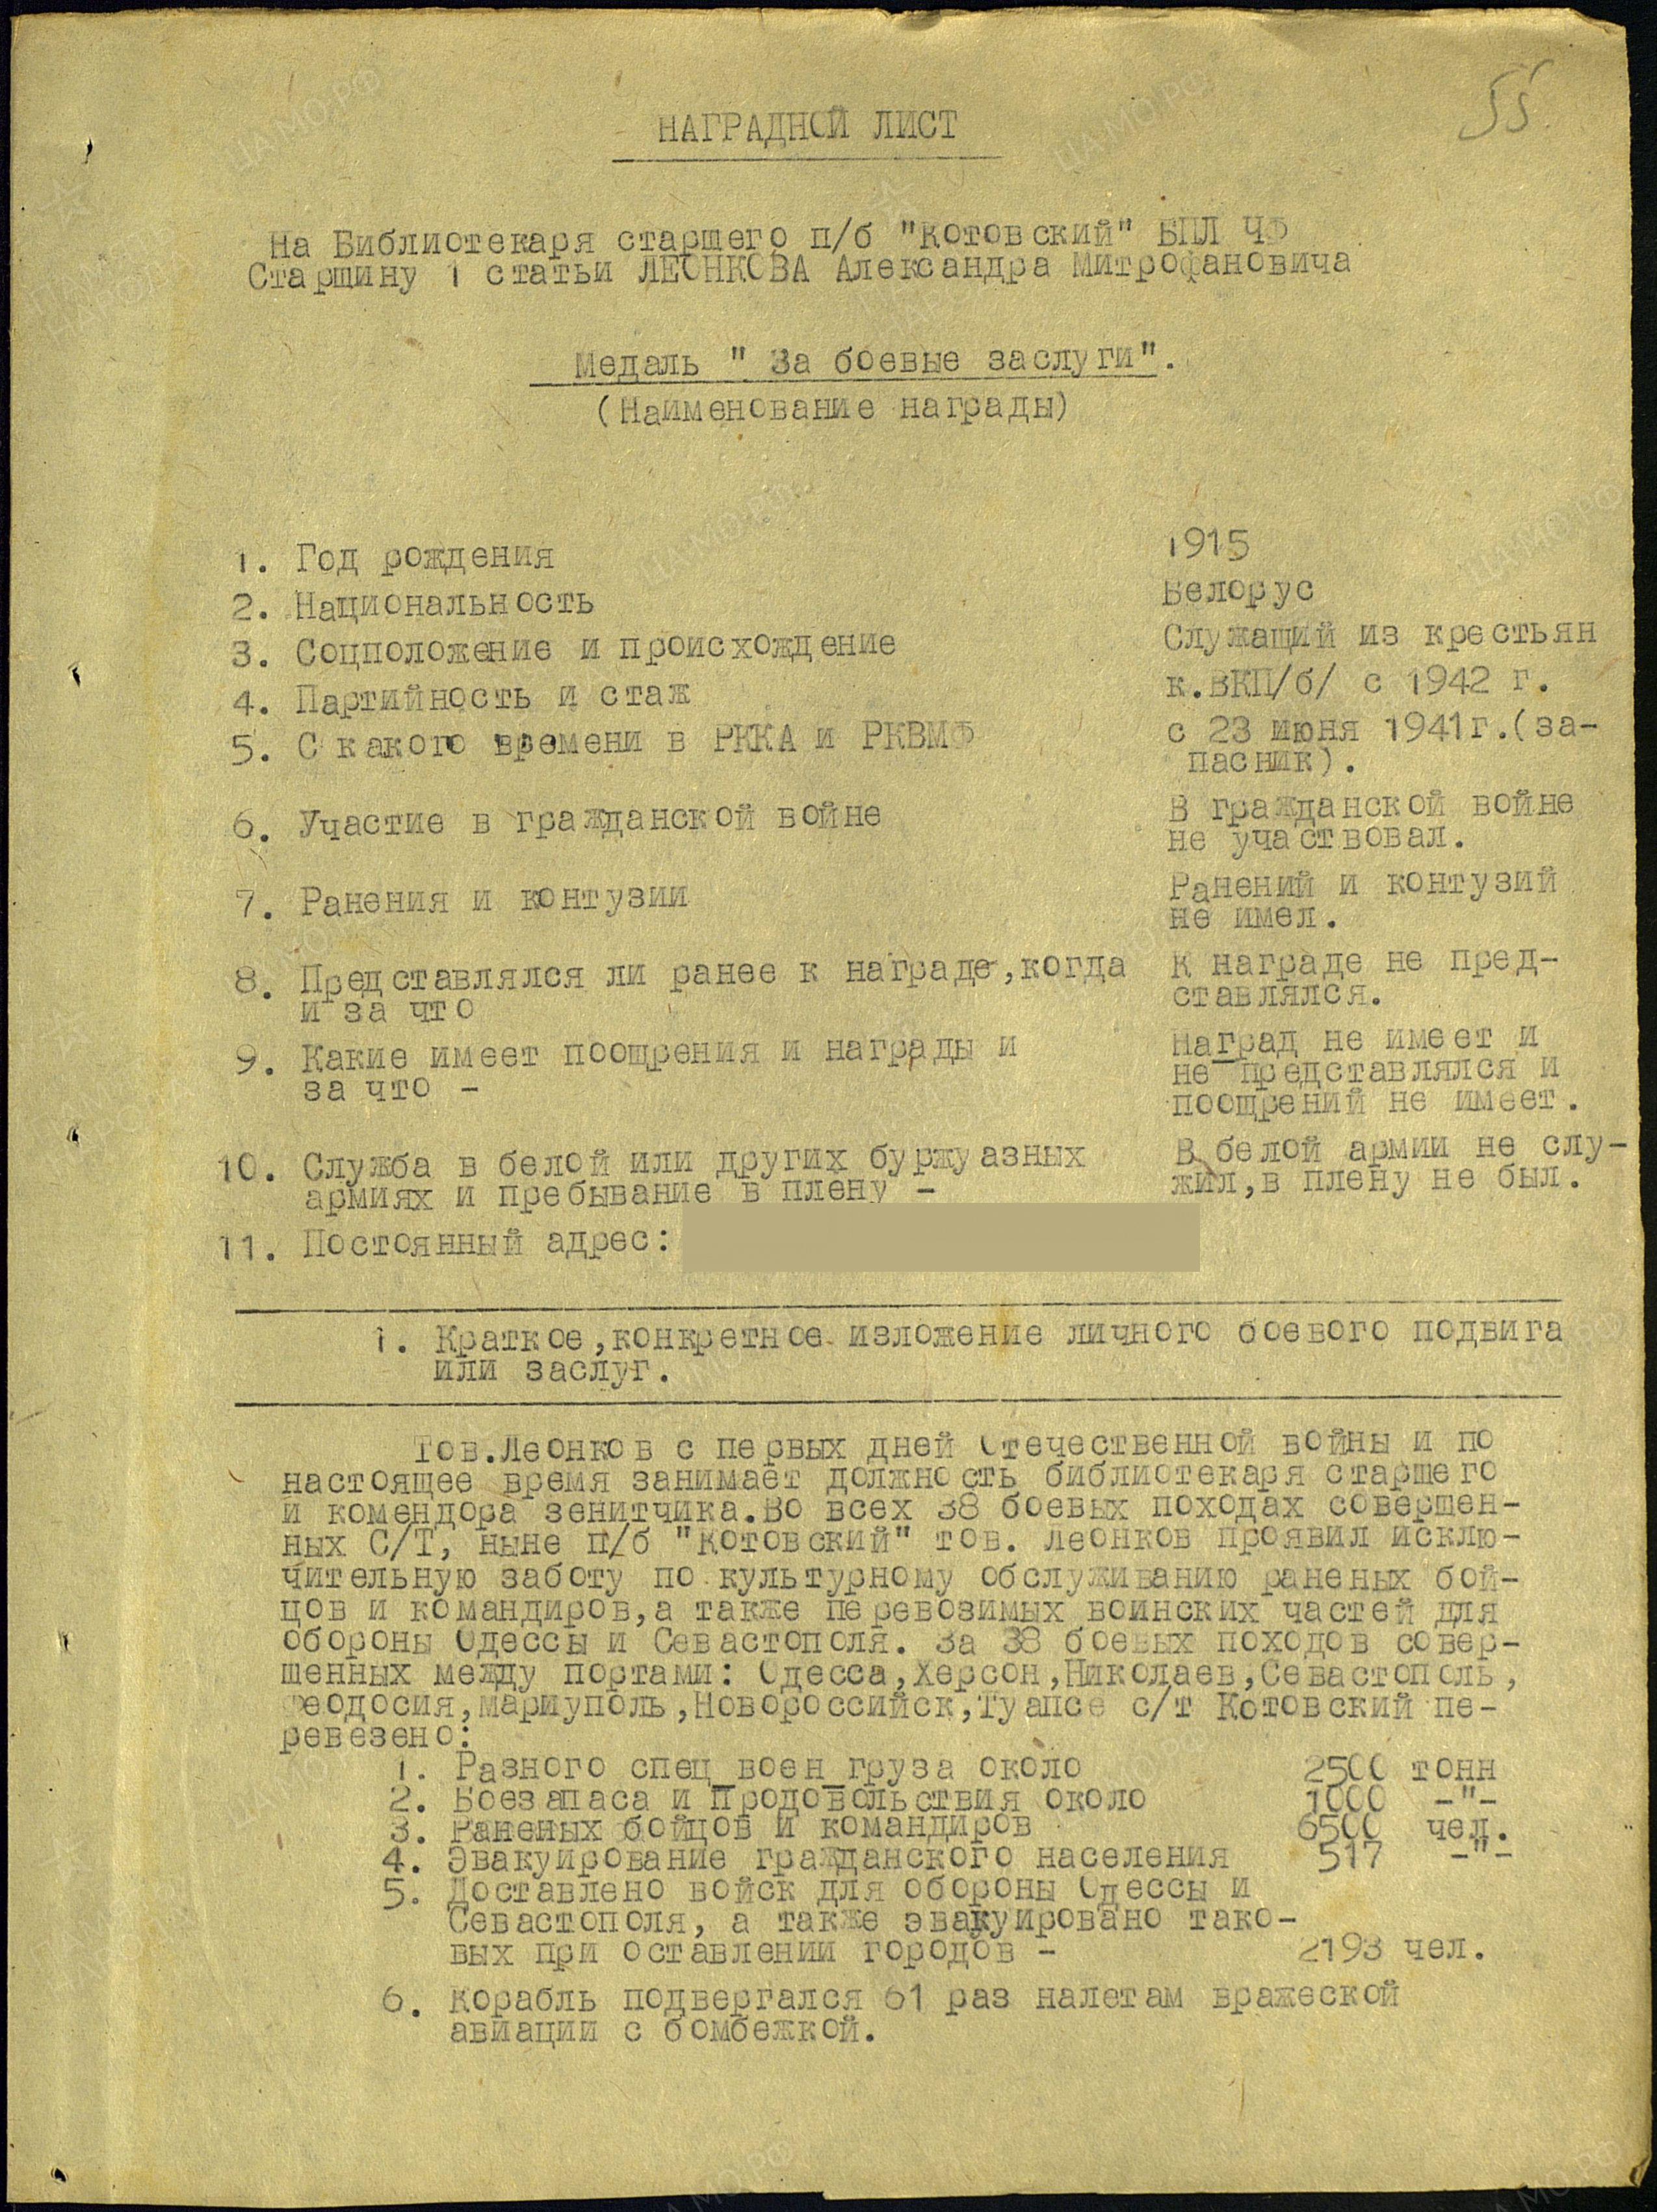 55.
НАГРАДНОЙ ЛИСТ
На Библиотекаря старшего п/б "Котовский" БПЛ ЧФ
Старшину 1 статьи ЛЕОНКОВА Александра Митрофановича
Медаль " За боевые заслуги".
(Наименование награды)
1. Год рождения 1915
2. Национальность Белорус
3. Соцположение и происхождение Служащий из крестьян
4. Партийность и стаж к.ВКП/б/ с 1942 г.
5. С какого времени в РККА и РКВМФ с 23 июня 1941г.(за-
пасник).
6. Участие в гражданской войне В гражданской войне
не участвовал.
7. Ранения и контузии Ранений и контузий
не имел.
8. Представлялся ли ранее к награде,когда К награде не пред-
и за что ставлялся.
9. Какие имеет поощрения и награды и Наград не имеет и
за что - не представлялся и
поощрений не имеет.
10. Служба в белой или других буржуазных В белой армии не слу-
армиях и пребывание в плену - жил,в плену не был.
11. Постоянный адрес:
1. Краткое,конкретное изложение личного боевого подвига
или заслуг.
Тов.Леонков с первых дней Отечественной войны и по
настоящее время занимает должность библиотекаря старшего
и комендора зенитчика.Во всех 38 боевых походах совершен-
ных С/Т, ныне п/б "Котовский" тов. Леонков проявил исклю-
чительную заботу по культурному обслуживанию раненых бой-
цов и командиров,а также перевозимых воинских частей для
обороны Одессы и Севастополя. За 38 боевых походов совер-
шенных между портами: Одесса,Херсон,Николаев,Севастополь,
Феодосия,Мариуполь,Новороссийск,Туапсе с/т Котовский пе-
ревезено:
1. Разного спец_воен_груза около 2500 тонн
2. Боезапаса и продовольствия около 1000 -"-
3. Раненых бойцов и командиров 6500 чел.
4. Эвакуирование гражданского населения 517 -"-
5. Доставлено войск для обороны Одессы и
Севастополя, а также эвакуировано тако-
вых при оставлении городов - 2193 чел.
6. Корабль подвергался 61 раз налетам вражеской
авиации с бомбежкой.